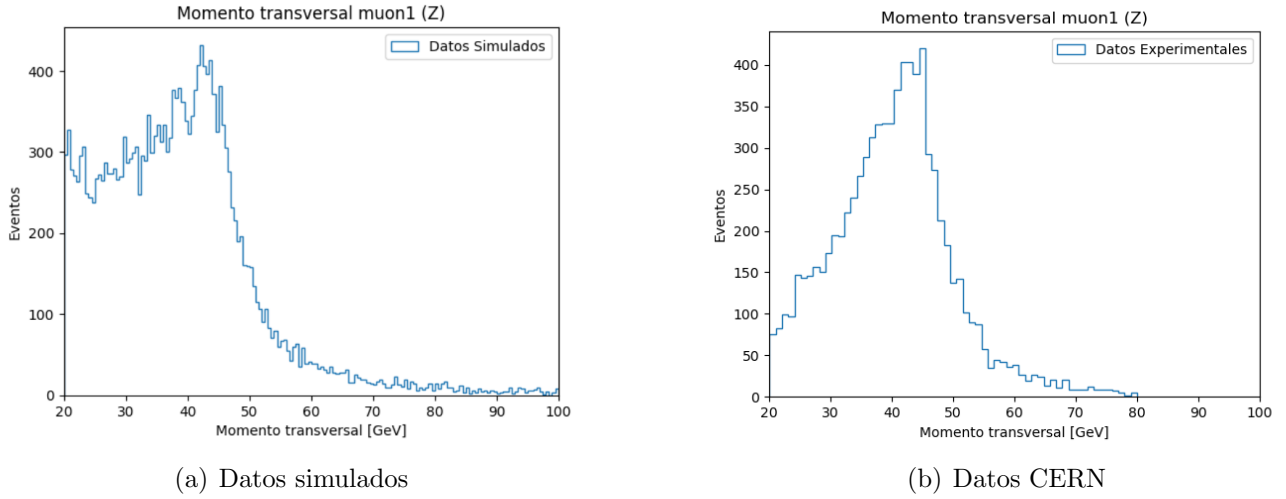 Momento transversal muon1 (Z)
Datos Simulados
Eventos
400
300
200
100
0
20 30 40 50 60 70 80 90 100
Momento transversal [GeV]
(a) Datos simulados
Momento transversal muon1 (Z)
Datos Experimentales
Eventos
400
350
300
250
200
150
100
50
0
20 30 40 50 60 70 80 90 100
Momento transversal [GeV]
(b) Datos CERN